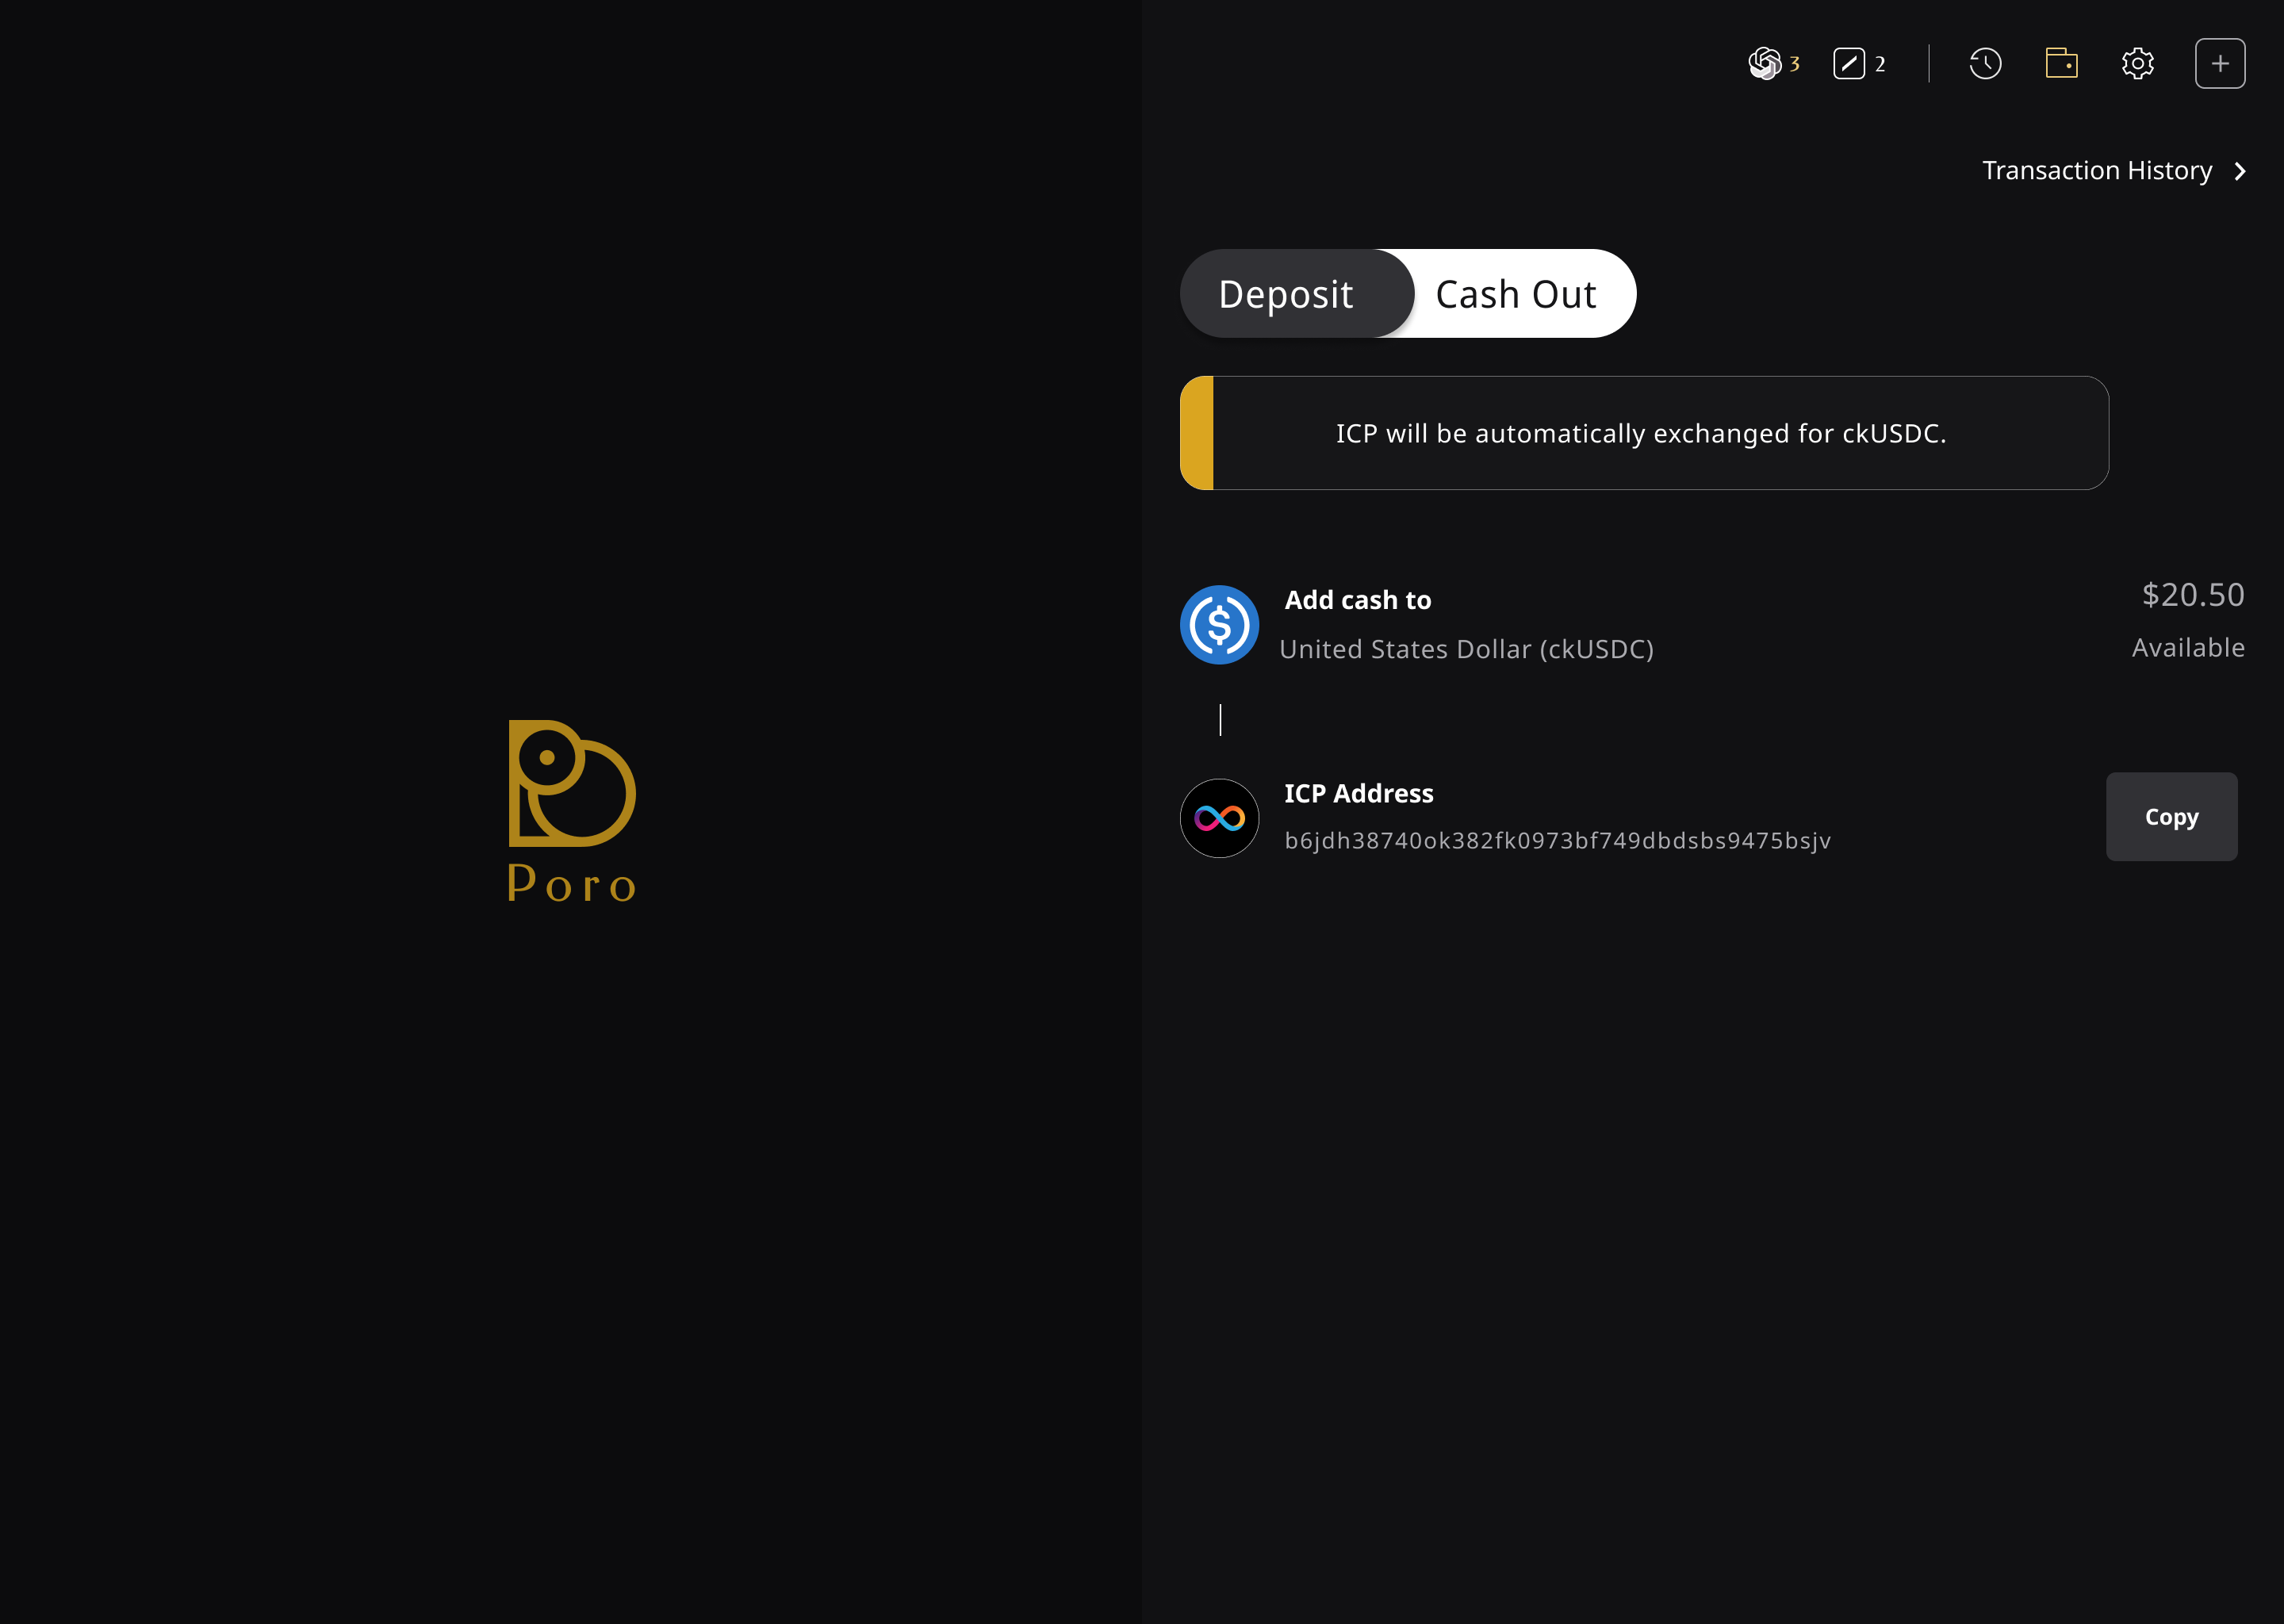 3 2
Transaction History
Deposit Cash Out
ICP will be automatically exchanged for ckUSDC.
Add cash to
$20.50
United States Dollar (ckUSDC)
Available
ICP Address
b6jdh38740ok382fk0973bf749dbdsbs9475bsjv
Copy
Poro